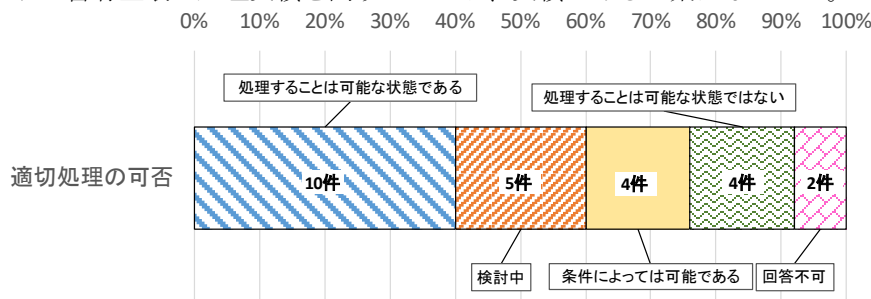 0% 10% 20% 30% 40% 50% 60% 70% 80% 90% 100%
処理することは可能な状態である
処理することは可能な状態ではない
適切処理の可否
10件 5件 4件 4件 2件
検討中 条件によっては可能である 回答不可